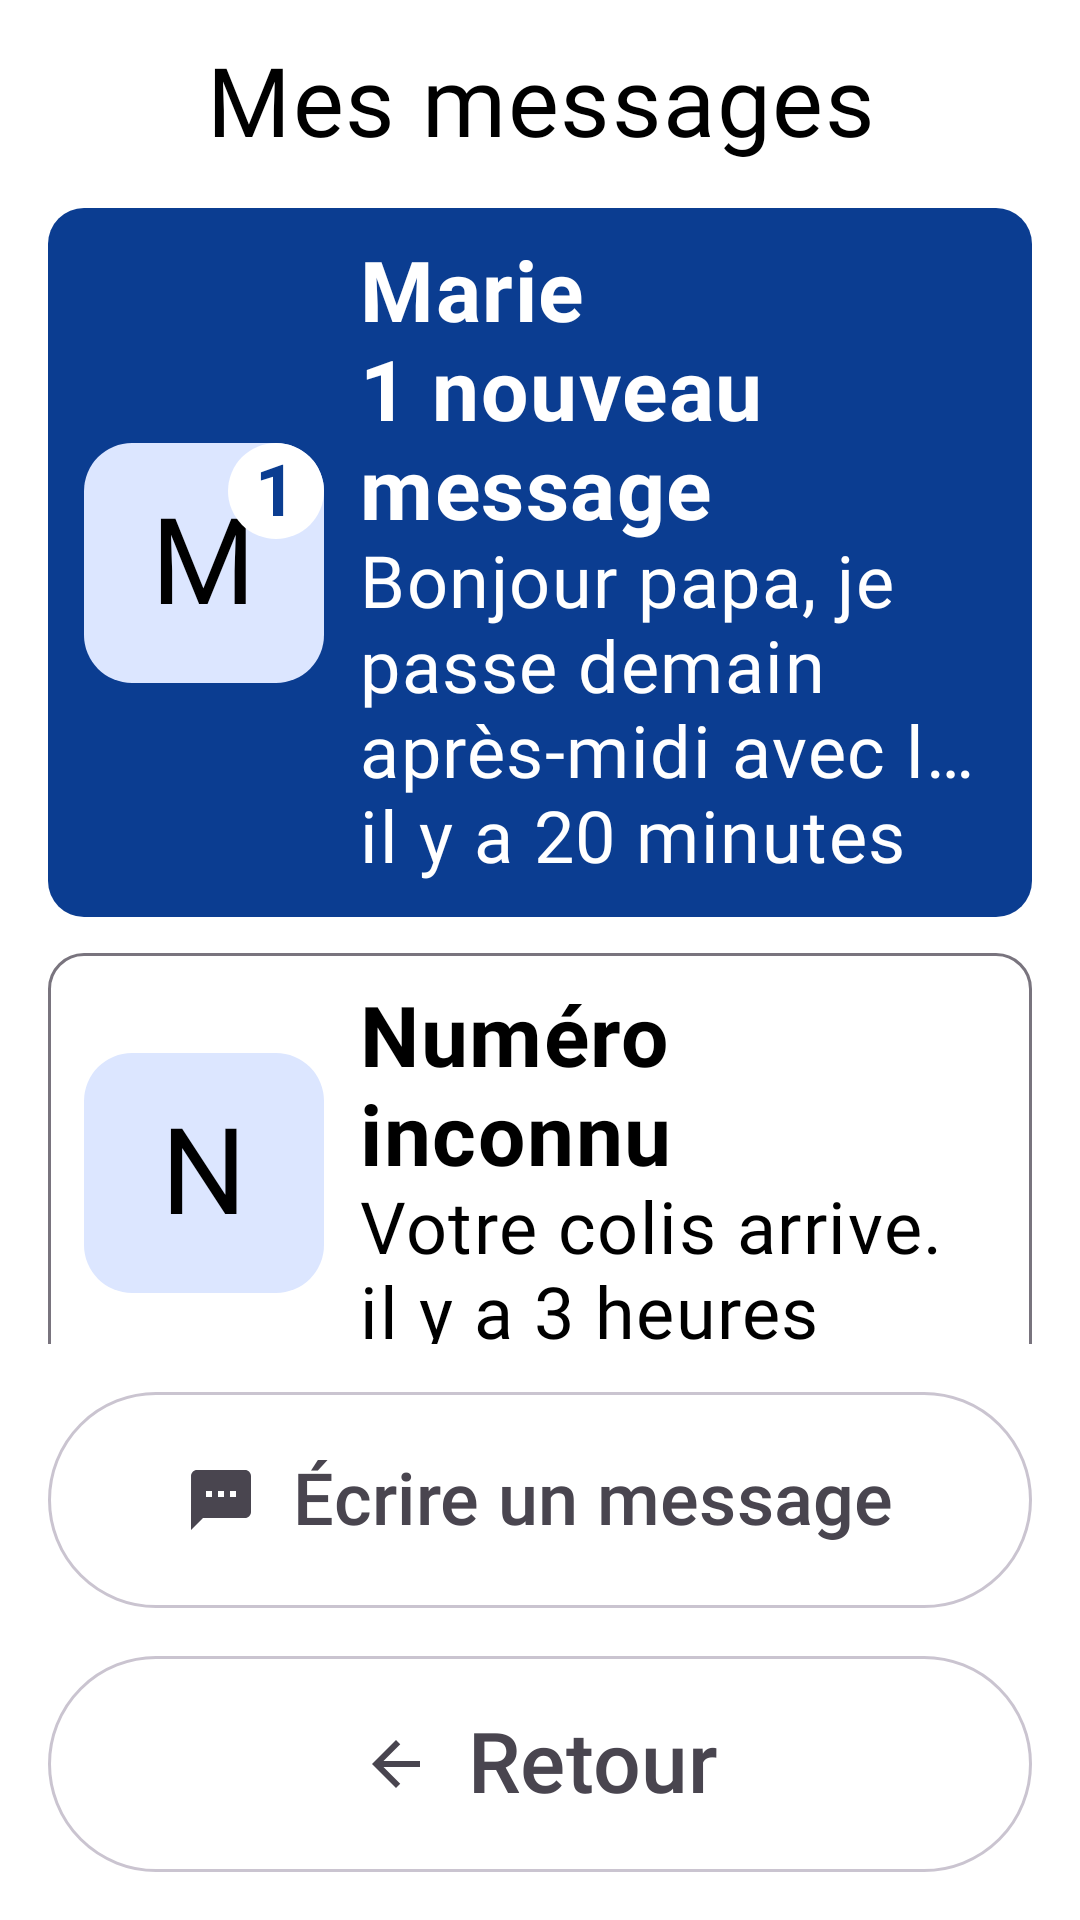 Mes messages
Marie
1 nouveau
message
1
M
Bonjour papa, je
passe demain
après-midi avec l…
il y a 20 minutes
Numéro
inconnu
N
Votre colis arrive.
il y a 3 heures
Écrire un message
Retour